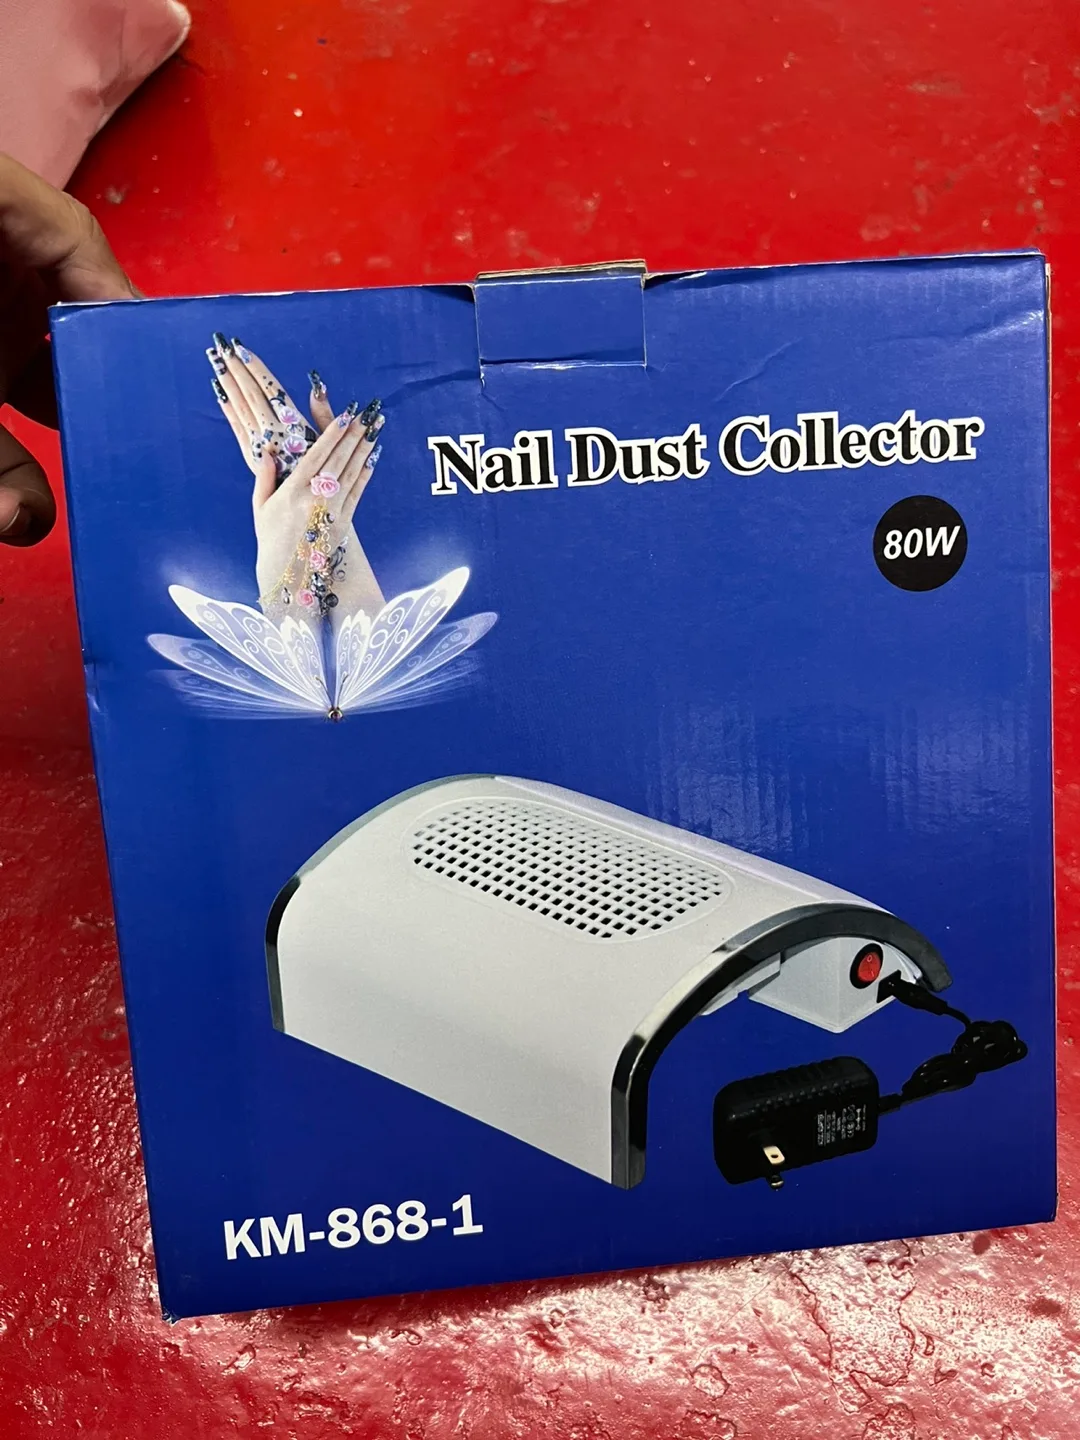 Nail Dust Collector
80W
KM-868-1